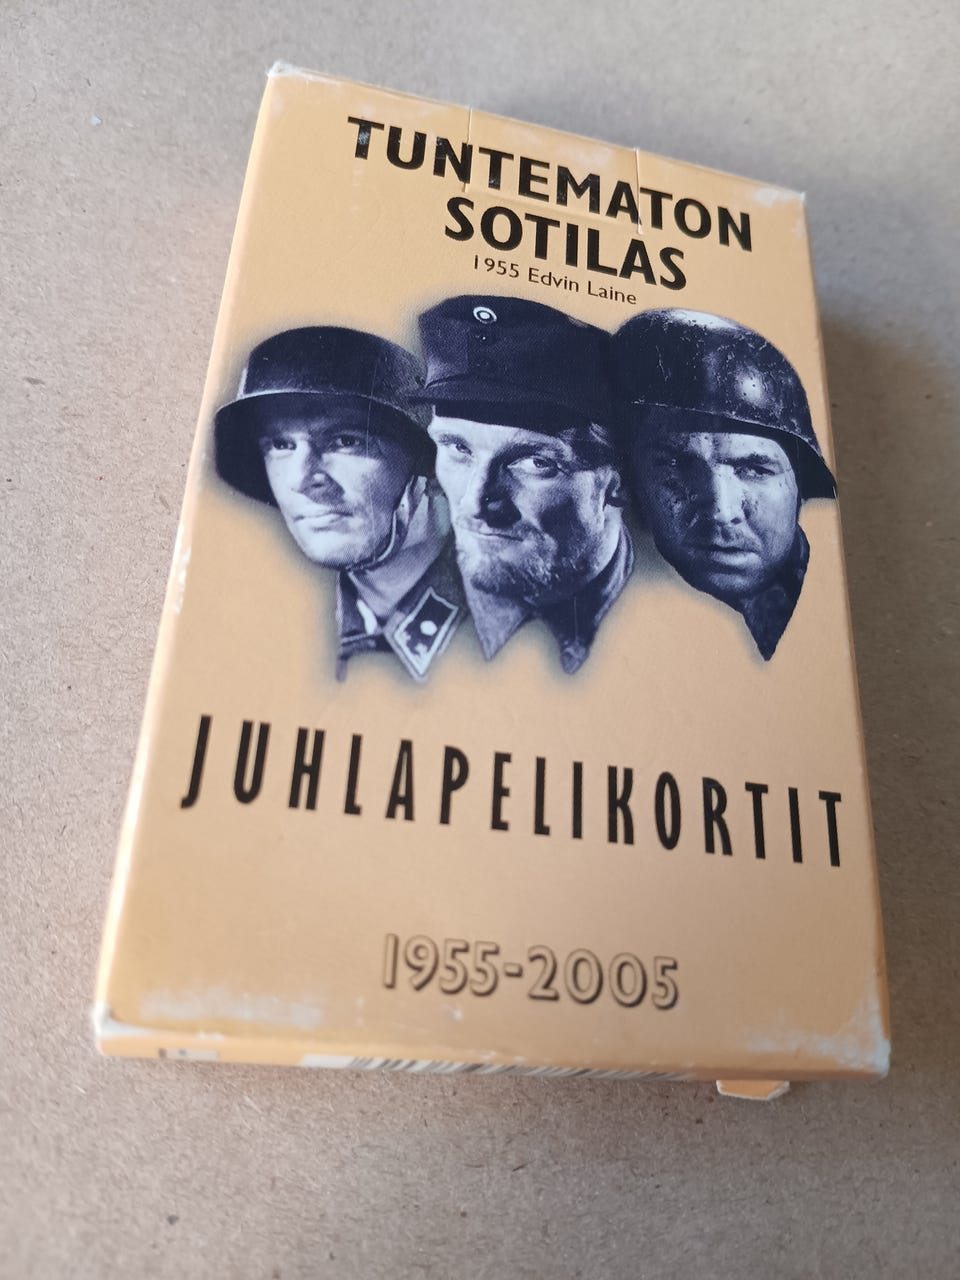 TUNTEMATON
SOTILAS
1955 Edvin Laine
JUHLAPELIKORTIT
1955-2005